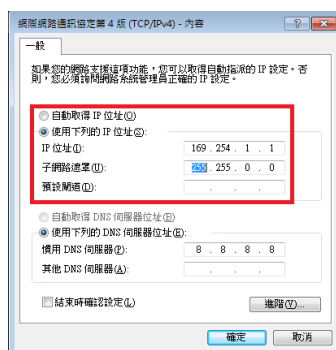 網際網路通訊協定第 4 版 (TCP/IPv4) - 內容
一般
如果您的網路支援這項功能，您可以取得自動指派的 IP 設定。否
則，您必須詢問網路系統管理員正確的 IP 設定。
自動取得 IP 位址(O)
使用下列的 IP 位址(S):
IP 位址(I): 169 . 254 . 1 . 1
子網路遮罩(U): 255 . 255 . 0 . 0
預設閘道(D): . . .
自動取得 DNS 伺服器位址(B)
使用下列的 DNS 伺服器位址(E):
慣用 DNS 伺服器(P): 8 . 8 . 8 . 8
其他 DNS 伺服器(A): . . .
結束時確認設定(L)
進階(V)...
確定 取消